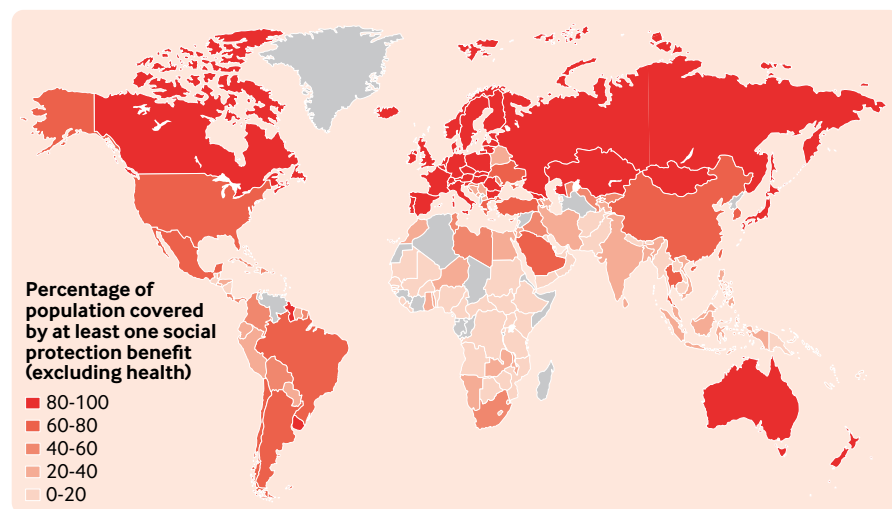 Percentage of
population covered
by at least one social
protection benefit
(excluding health)
80-100
60-80
40-60
20-40
0-20